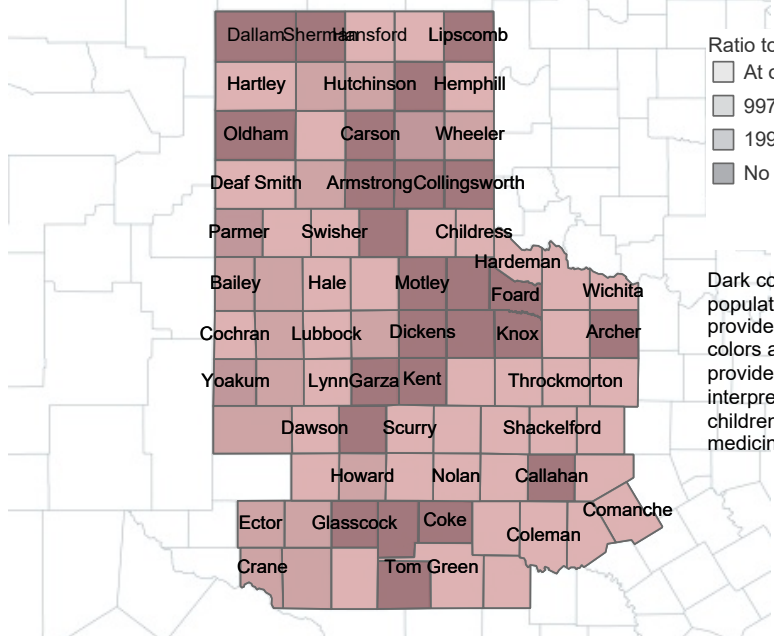 Dallam Sherman Hansford Lipscomb
Hartley Hutchinson Hemphill
Oldham Carson Wheeler
Deaf Smith Armstrong Collingsworth
Parmer Swisher Childress
Hardeman
Bailey Hale Motley Foard Wichita
Cochran Lubbock Dickens Knox Archer
Yoakum Lynn Garza Kent Throckmorton
Dawson Scurry Shackelford
Howard Nolan Callahan
Comanche
Ector Glasscock Coke Coleman
Crane Tom Green
Ratio to
At c
997
199
No
Dark co
populat
provide
colors a
provide
interpre
children
medicin